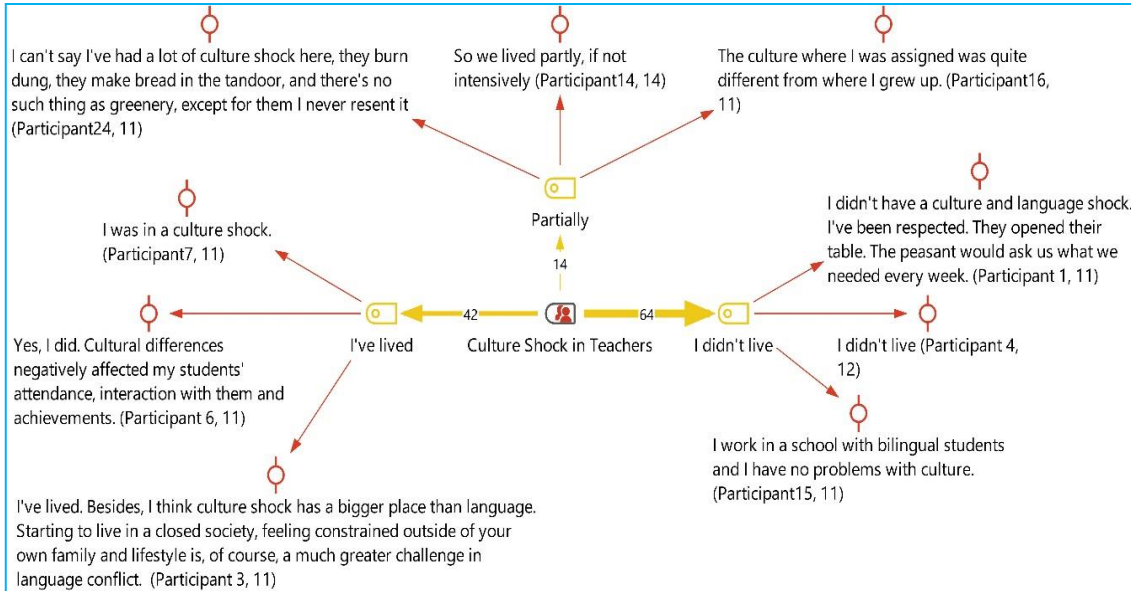 I can't say I've had a lot of culture shock here, they burn
dung, they make bread in the tandoor, and there's no
such thing as greenery, except for them I never resent it
(Participant24, 11)
So we lived partly, if not
intensively (Participant14, 14)
The culture where I was assigned was quite
different from where I grew up. (Participant16,
11)
Partially
14
I was in a culture shock.
(Participant7, 11)
I didn't have a culture and language shock.
I've been respected. They opened their
table. The peasant would ask us what we
needed every week. (Participant 1, 11)
42
64
I've lived
Culture Shock in Teachers
I didn't live
Yes, I did. Cultural differences
negatively affected my students'
attendance, interaction with them and
achievements. (Participant 6, 11)
I didn't live (Participant 4,
12)
I work in a school with bilingual students
and I have no problems with culture.
(Participant15, 11)
I've lived. Besides, I think culture shock has a bigger place than language.
Starting to live in a closed society, feeling constrained outside of your
own family and lifestyle is, of course, a much greater challenge in
language conflict. (Participant 3, 11)